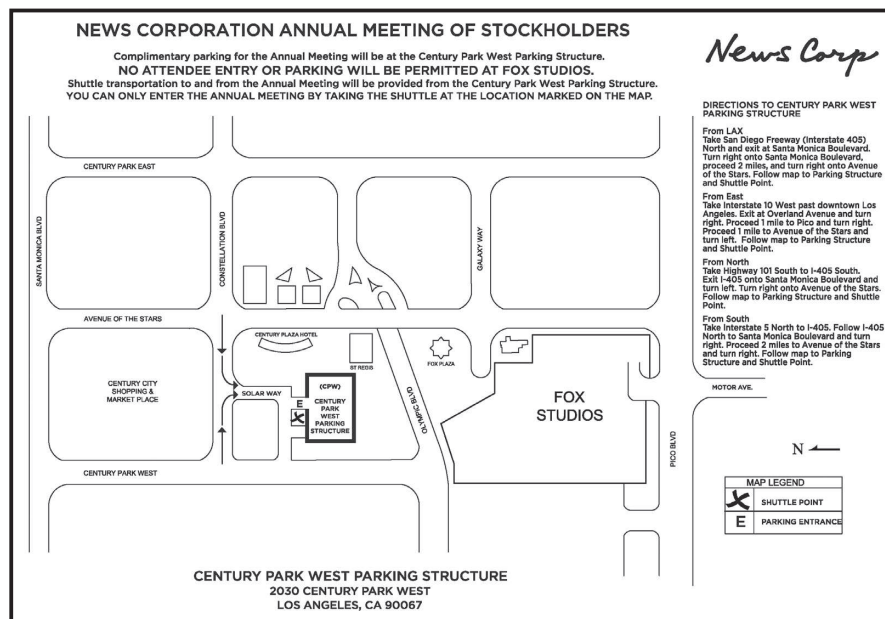 NEWS CORPORATION ANNUAL MEETING OF STOCKHOLDERS
Complimentary parking for the Annual Meeting will be at the Century Park West Parking Structure.
NO ATTENDEE ENTRY OR PARKING WILL BE PERMITTED AT FOX STUDIOS.
Shuttle transportation to and from the Annual Meeting will be provided from the Century Park West Parking Structure.
YOU CAN ONLY ENTER THE ANNUAL MEETING BY TAKING THE SHUTTLE AT THE LOCATION MARKED ON THE MAP.
News Corp
DIRECTIONS TO CENTURY PARK WEST
PARKING STRUCTURE
From LAX
Take San Diego Freeway (Interstate 405)
North and exit at Santa Monica Boulevard.
Turn right onto Santa Monica Boulevard,
proceed 2 miles, and turn right onto Avenue
of the Stars. Follow map to Parking Structure
and Shuttle Point.
From East
Take Interstate 10 West past downtown Los
Angeles. Exit at Overland Avenue and turn
right. Proceed 1 mile to Pico and turn right.
Proceed 1 mile to Avenue of the Stars and
turn left. Follow map to Parking Structure
and Shuttle Point.
From North
Take Highway 101 South to I-405 South.
Exit I-405 onto Santa Monica Boulevard and
turn left. Turn right onto Avenue of the Stars.
Follow map to Parking Structure and Shuttle
Point.
From South
Take Interstate 5 North to I-405. Follow I-405
North to Santa Monica Boulevard and turn
right. Proceed 2 miles to Avenue of the Stars
and turn right. Follow map to Parking
Structure and Shuttle Point.
CENTURY PARK EAST
SANTA MONICA BLVD
CONSTELLATION BLVD
GALAXY WAY
AVENUE OF THE STARS
CENTURY PLAZA HOTEL
ST REGIS
FOX PLAZA
CENTURY CITY
SHOPPING &
MARKET PLACE
SOLAR WAY
E
(CPW)
CENTURY
PARK
WEST
PARKING
STRUCTURE
OLYMPIC BLVD
FOX
STUDIOS
MOTOR AVE.
PICO BLVD
CENTURY PARK WEST
N
MAP LEGEND
SHUTTLE POINT
E PARKING ENTRANCE
CENTURY PARK WEST PARKING STRUCTURE
2030 CENTURY PARK WEST
LOS ANGELES, CA 90067